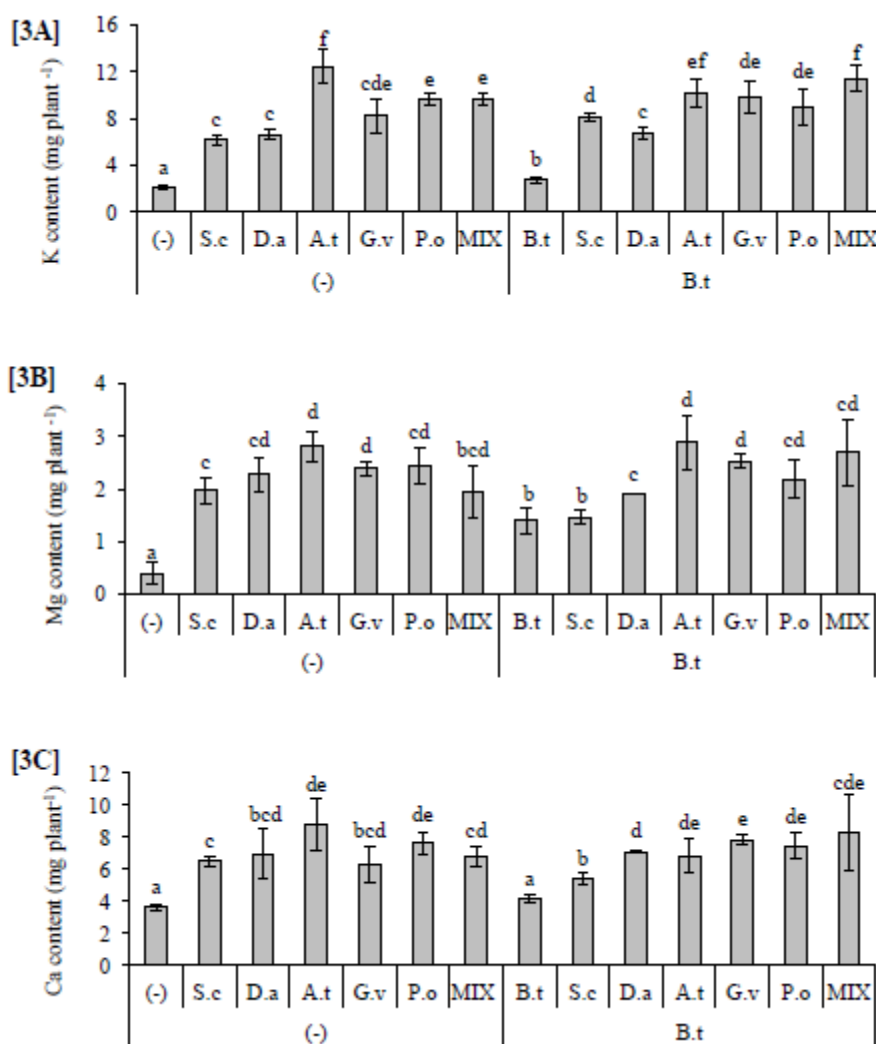 [3A]
K content (mg plant -1)
16
12
8
4
0
a c c f cde e e b d c ef de de f
(-) S.c D.a A.t G.v P.o MIX B.t S.c D.a A.t G.v P.o MIX
(-) B.t
[3B]
Mg content (mg plant -1)
4
3
2
1
0
a c cd d d cd bcd b b c d d cd cd
(-) S.c D.a A.t G.v P.o MIX B.t S.c D.a A.t G.v P.o MIX
(-) B.t
[3C]
Ca content (mg plant-1)
12
10
8
6
4
2
0
a c bcd de bcd de cd a b d de e de cde
(-) S.c D.a A.t G.v P.o MIX B.t S.c D.a A.t G.v P.o MIX
(-) B.t